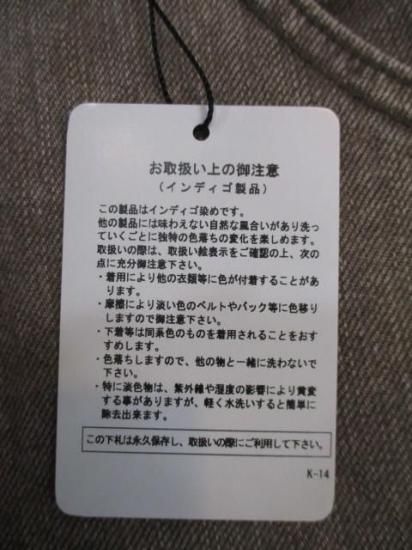 お取扱い上の御注意
（インディゴ製品）
この製品はインディゴ染めです。
他の製品には味わえない自然な風合いがあり洗っ
ていくごとに独特の色落ちの変化を楽しめます。
取扱いの際は、取扱い絵表示をご確認の上、次の
点に充分御注意下さい。
・着用により他の衣類等に色が付着することがあ
ります。
・摩擦により淡い色のベルトやバック等に色移り
しますので御注意下さい。
・下着等は同系色のものを着用されることをおす
すめします。
・色落ちしますので、他の物と一緒に洗わないで
下さい。
・特に淡色物は、紫外線や湿度の影響により黄変
する事がありますが、軽く水洗いすると簡単に
除去出来ます。
この下札は永久保存し、取扱いの際にご利用して下さい。
K-14